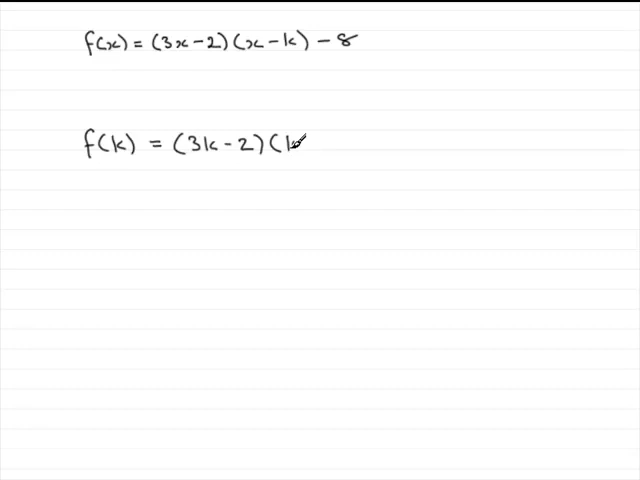 f(x) = (3x - 2)(x - k) - 8
f(k) = (3k - 2)(k